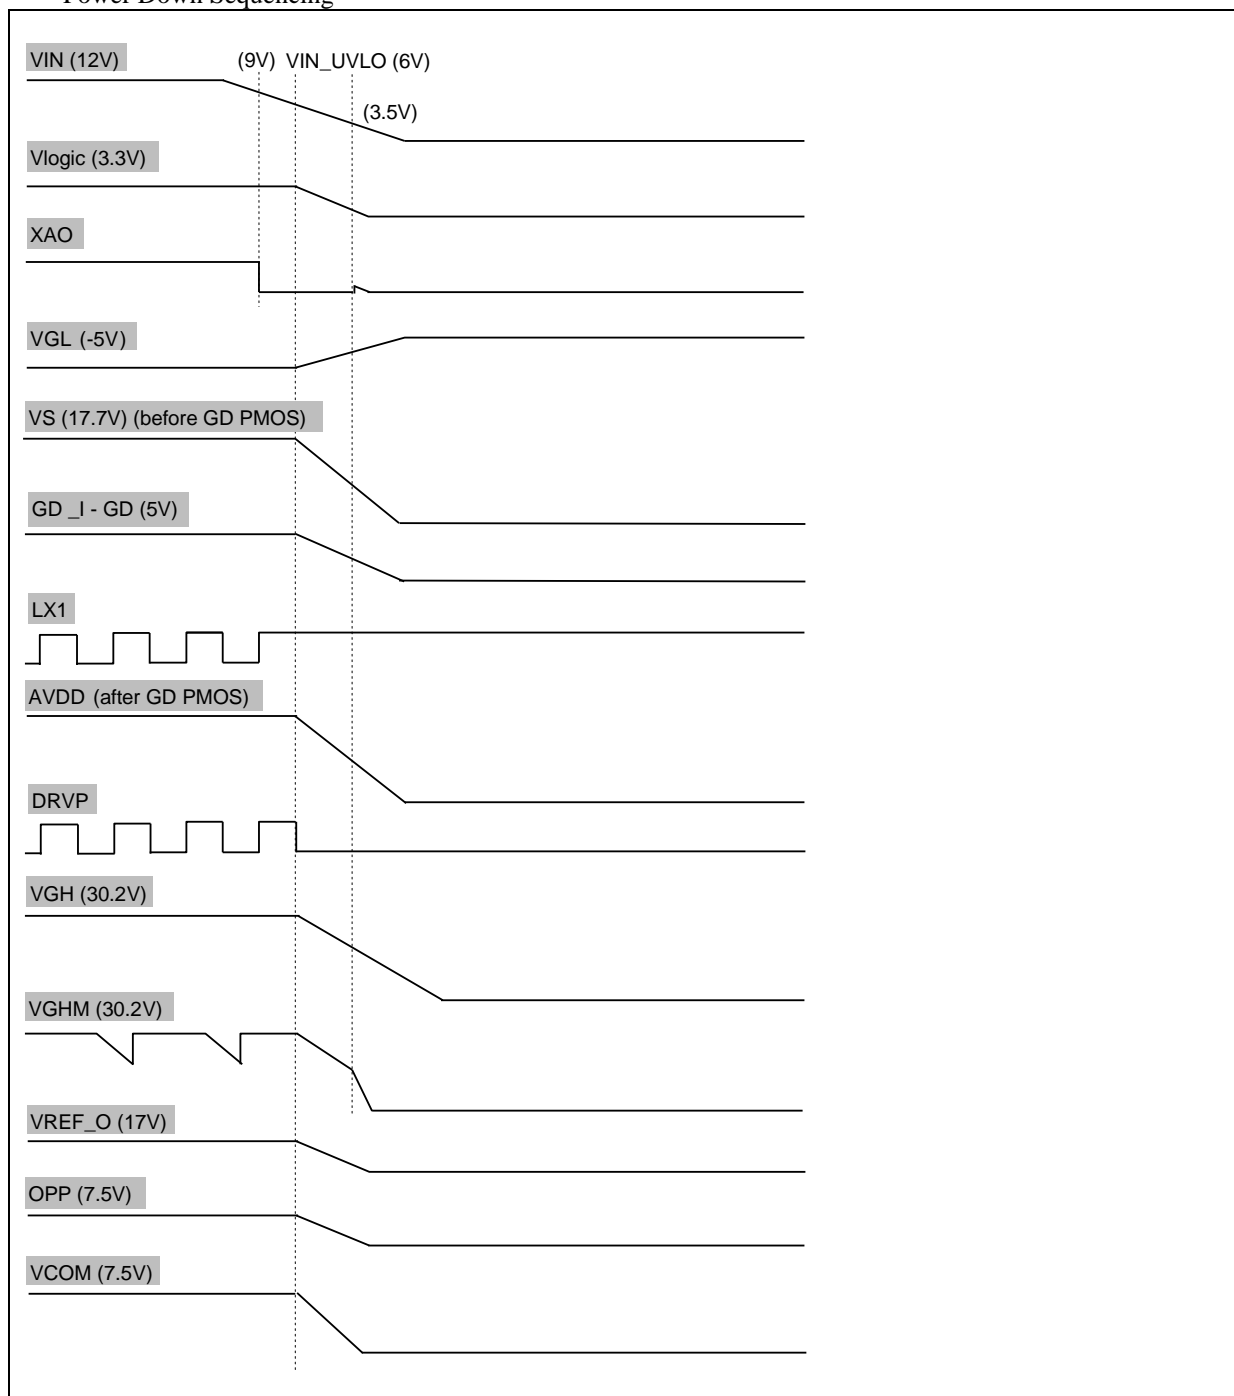 Power Down Sequencing
VIN (12V)
(9V) VIN_UVLO (6V)
(3.5V)
Vlogic (3.3V)
XAO
VGL (-5V)
VS (17.7V) (before GD PMOS)
GD _I - GD (5V)
LX1
AVDD (after GD PMOS)
DRVP
VGH (30.2V)
VGHM (30.2V)
VREF_O (17V)
OPP (7.5V)
VCOM (7.5V)